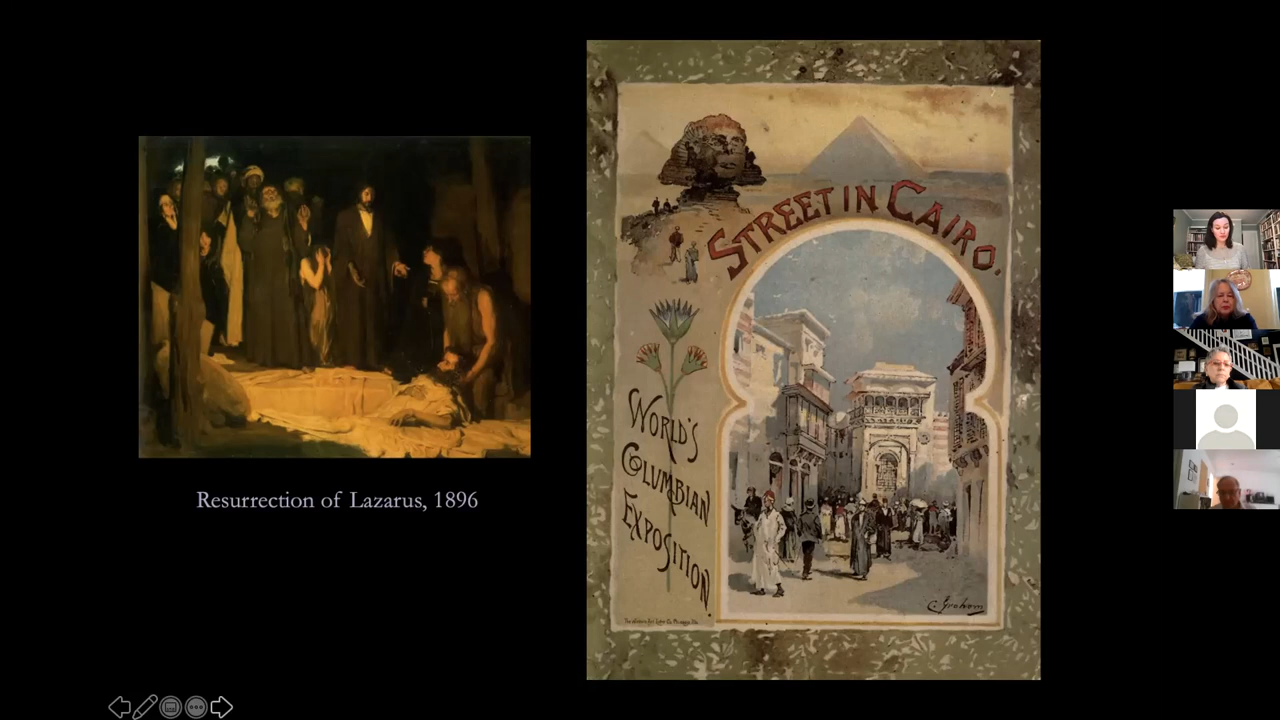 Resurrection of Lazarus, 1896
STREET IN CAIRO.
WORLD'S
COLUMBIAN
EXPOSITION.
C. Graham